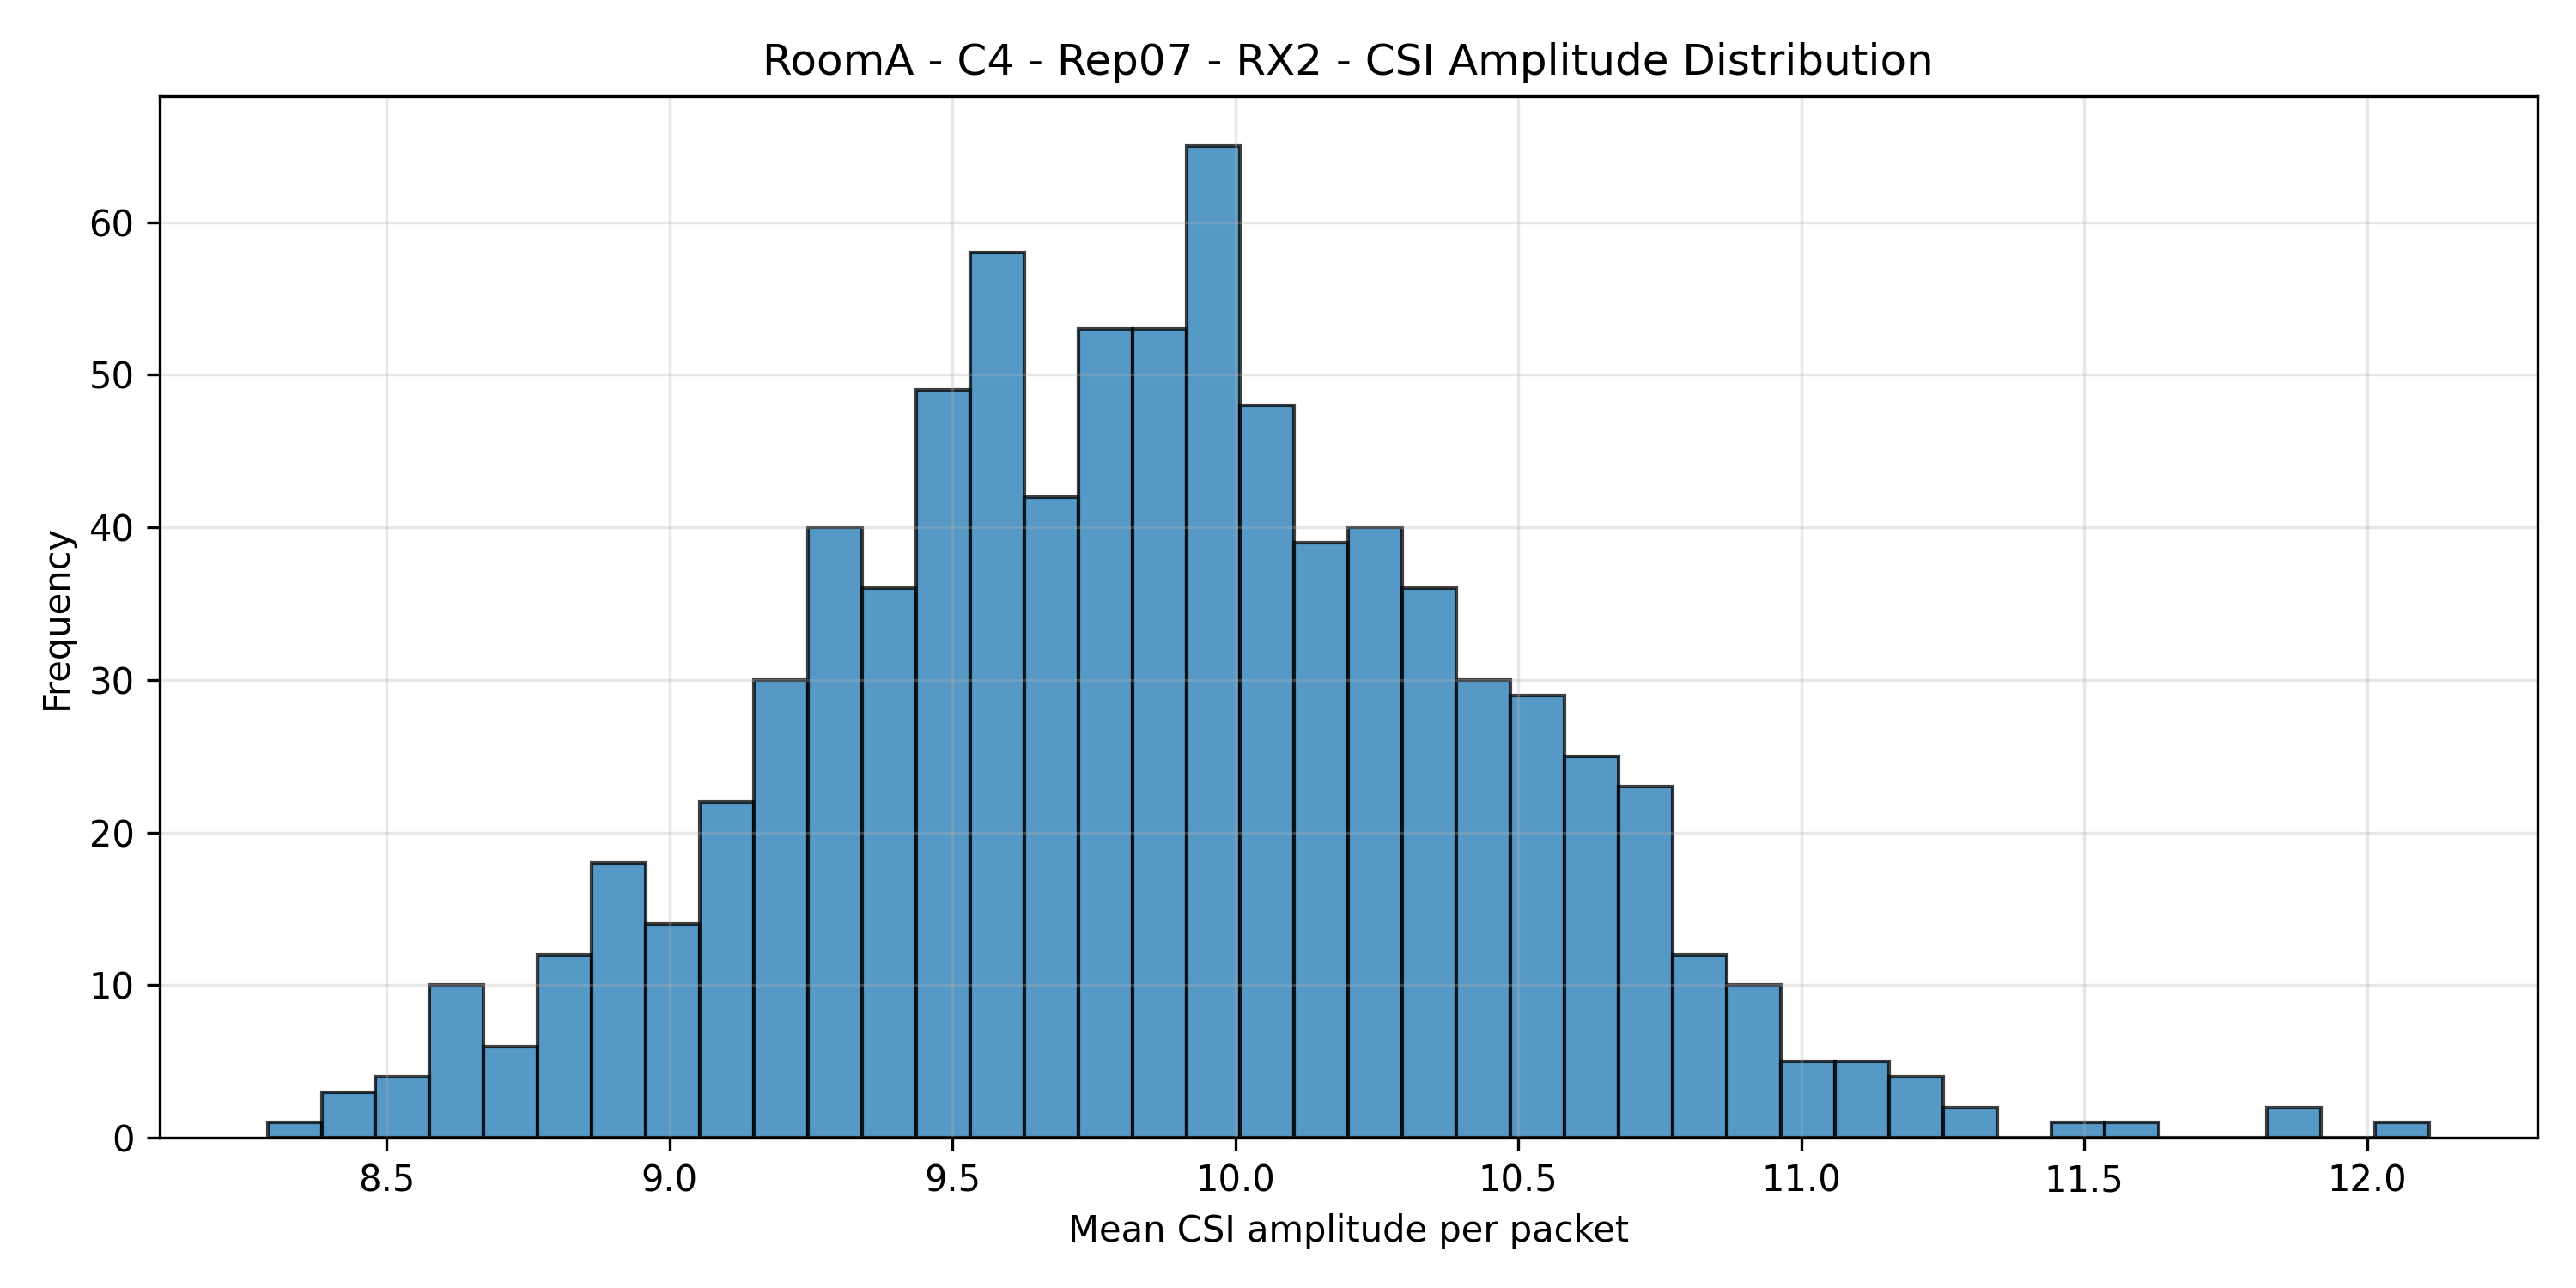 RoomA - C4 - Rep07 - RX2 - CSI Amplitude Distribution
Frequency
60
50
40
30
20
10
0
8.5 9.0 9.5 10.0 10.5 11.0 11.5 12.0
Mean CSI amplitude per packet